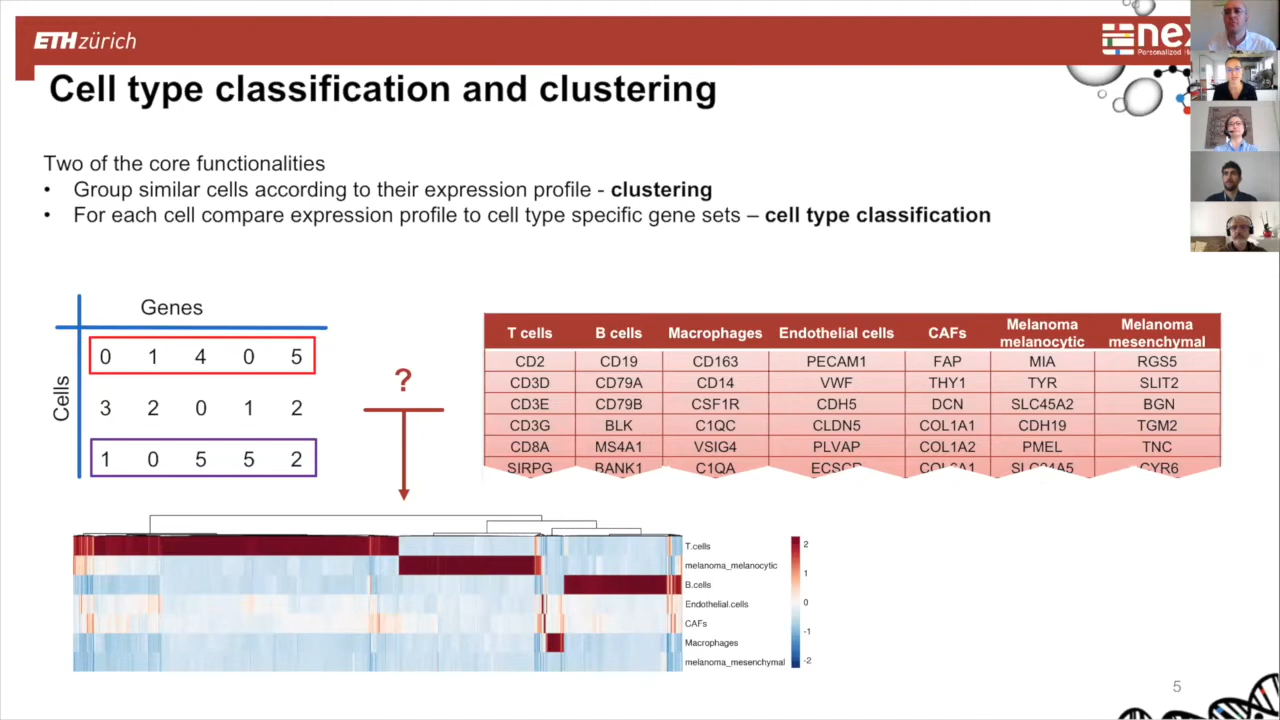 ETH zürich
nex
Personalized H
Cell type classification and clustering
Two of the core functionalities
• Group similar cells according to their expression profile - clustering
• For each cell compare expression profile to cell type specific gene sets – cell type classification
Genes
Cells
0 1 4 0 5
3 2 0 1 2
1 0 5 5 2
?
T cells B cells Macrophages Endothelial cells CAFs Melanoma melanocytic Melanoma mesenchymal
CD2 CD19 CD163 PECAM1 FAP MIA RGS5
CD3D CD79A CD14 VWF THY1 TYR SLIT2
CD3E CD79B CSF1R CDH5 DCN SLC45A2 BGN
CD3G BLK C1QC CLDN5 COL1A1 CDH19 TGM2
CD8A MS4A1 VSIG4 PLVAP COL1A2 PMEL TNC
SIRPG BANK1 C1QA
T.cells
melanoma_melanocytic
B.cells
Endothelial.cells
CAFs
Macrophages
melanoma_mesenchymal
2
1
0
-1
-2
5